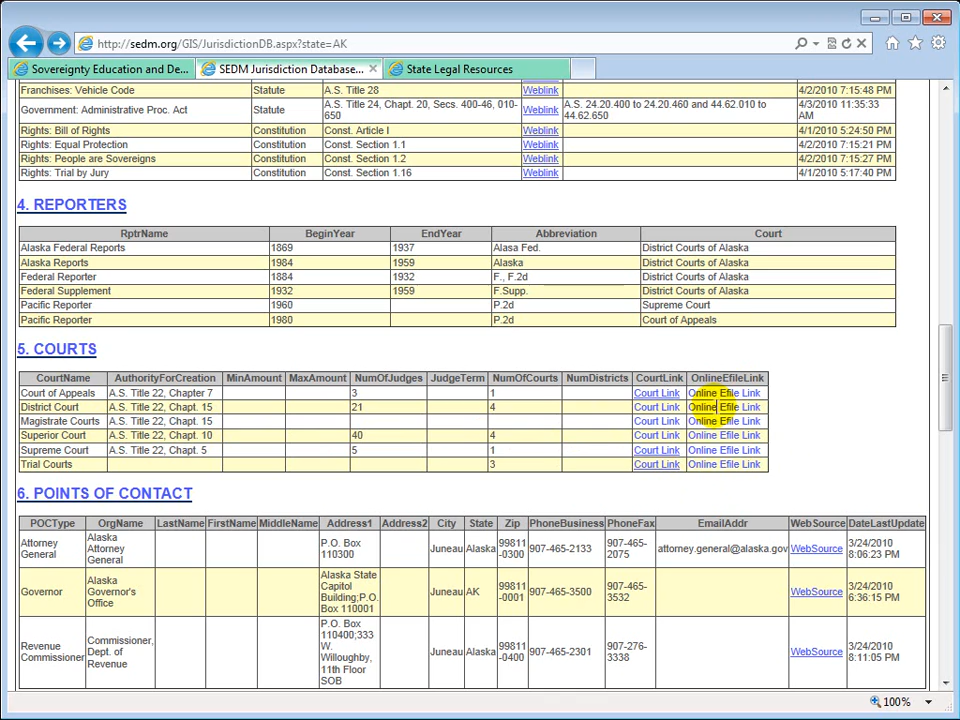 http://sedm.org/GIS/JurisdictionDB.aspx?state=AK
Sovereignty Education and De...
SEDM Jurisdiction Database...
State Legal Resources
Franchises: Vehicle Code Statute A.S. Title 28 Weblink 4/2/2010 7:15:48 PM
Government: Administrative Proc. Act Statute A.S. Title 24, Chapt. 20, Secs. 400-46, 010-650 Weblink A.S. 24.20.400 to 24.20.460 and 44.62.010 to 44.62.650 4/3/2010 11:35:33 AM
Rights: Bill of Rights Constitution Const. Article I Weblink 4/1/2010 5:24:50 PM
Rights: Equal Protection Constitution Const. Section 1.1 Weblink 4/2/2010 7:15:21 PM
Rights: People are Sovereigns Constitution Const. Section 1.2 Weblink 4/2/2010 7:15:27 PM
Rights: Trial by Jury Constitution Const. Section 1.16 Weblink 4/1/2010 5:17:40 PM
4. REPORTERS
RptrName BeginYear EndYear Abbreviation Court
Alaska Federal Reports 1869 1937 Alasa Fed. District Courts of Alaska
Alaska Reports 1984 1959 Alaska District Courts of Alaska
Federal Reporter 1884 1932 F., F.2d District Courts of Alaska
Federal Supplement 1932 1959 F.Supp. District Courts of Alaska
Pacific Reporter 1960 P.2d Supreme Court
Pacific Reporter 1980 P.2d Court of Appeals
5. COURTS
CourtName AuthorityForCreation MinAmount MaxAmount NumOfJudges JudgeTerm NumOfCourts NumDistricts CourtLink OnlineEfileLink
Court of Appeals A.S. Title 22, Chapter 7 3 1 Court Link Online Efile Link
District Court A.S. Title 22, Chapt. 15 21 4 Court Link Online Efile Link
Magistrate Courts A.S. Title 22, Chapt. 15 Court Link Online Efile Link
Superior Court A.S. Title 22, Chapt. 10 40 4 Court Link Online Efile Link
Supreme Court A.S. Title 22, Chapt. 5 5 1 Court Link Online Efile Link
Trial Courts 3 Court Link Online Efile Link
6. POINTS OF CONTACT
POCType OrgName LastName FirstName MiddleName Address1 Address2 City State Zip PhoneBusiness PhoneFax EmailAddr WebSource DateLastUpdate
Attorney General Alaska Attorney General P.O. Box 110300 Juneau Alaska 99811-0300 907-465-2133 907-465-2075 attorney.general@alaska.gov WebSource 3/24/2010 8:06:23 PM
Governor Alaska Governor's Office Alaska State Capitol Building;P.O. Box 110001 Juneau AK 99811-0001 907-465-3500 907-465-3532 WebSource 3/24/2010 6:36:15 PM
Revenue Commissioner Commissioner, Dept. of Revenue P.O. Box 110400;333 W. Willoughby, 11th Floor SOB Juneau Alaska 99811-0400 907-465-2301 907-276-3338 WebSource 3/24/2010 8:11:05 PM
100%